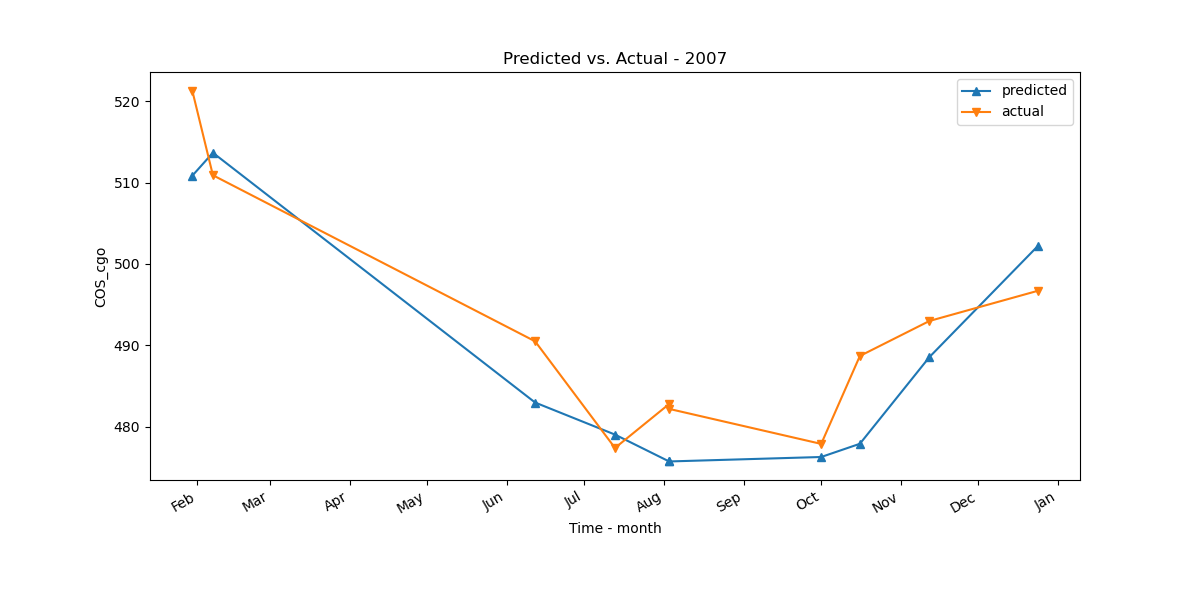 Predicted vs. Actual - 2007
predicted
actual
520
510
500
490
480
COS_cgo
Feb
Mar
Apr
May
Jun
Jul
Aug
Sep
Oct
Nov
Dec
Jan
Time - month